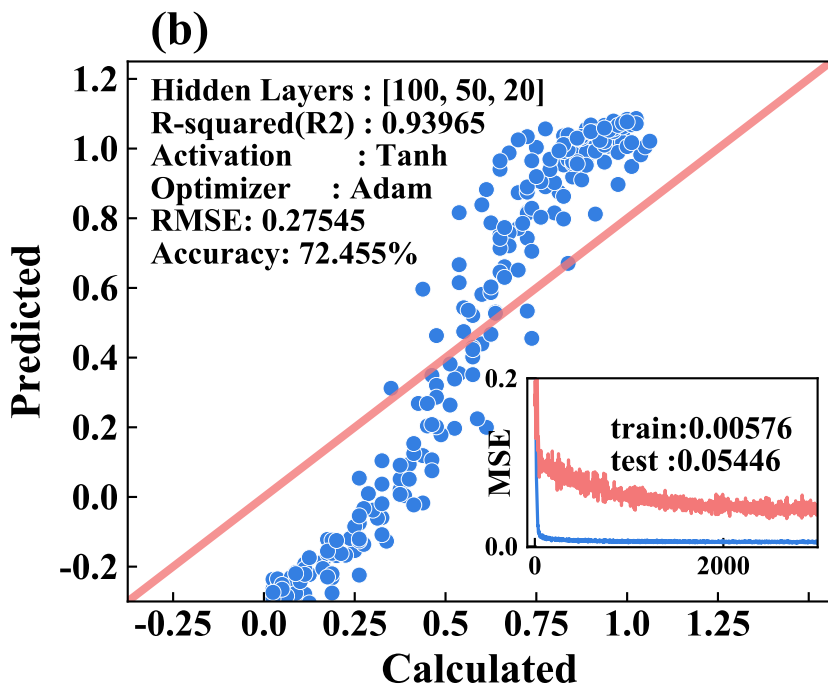 (b)
1.2
1.0
0.8
0.6
0.4
0.2
0.0
-0.2
Predicted
Hidden Layers : [100, 50, 20]
R-squared(R2) : 0.93965
Activation : Tanh
Optimizer : Adam
RMSE: 0.27545
Accuracy: 72.455%
0.2
0.0
MSE
train:0.00576
test :0.05446
0 2000
-0.25 0.0 0.25 0.5 0.75 1.0 1.25
Calculated